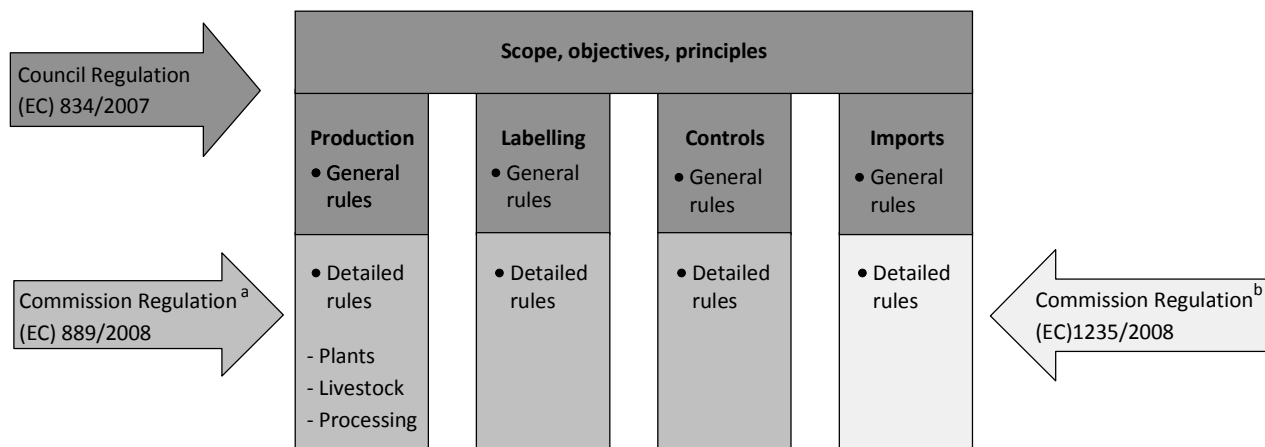 Scope, objectives, principles
Council Regulation
(EC) 834/2007
Production
• General
rules
Labelling
• General
rules
Controls
• General
rules
Imports
• General
rules
Commission Regulation a
(EC) 889/2008
• Detailed
rules
- Plants
- Livestock
- Processing
• Detailed
rules
• Detailed
rules
• Detailed
rules
Commission Regulation b
(EC)1235/2008